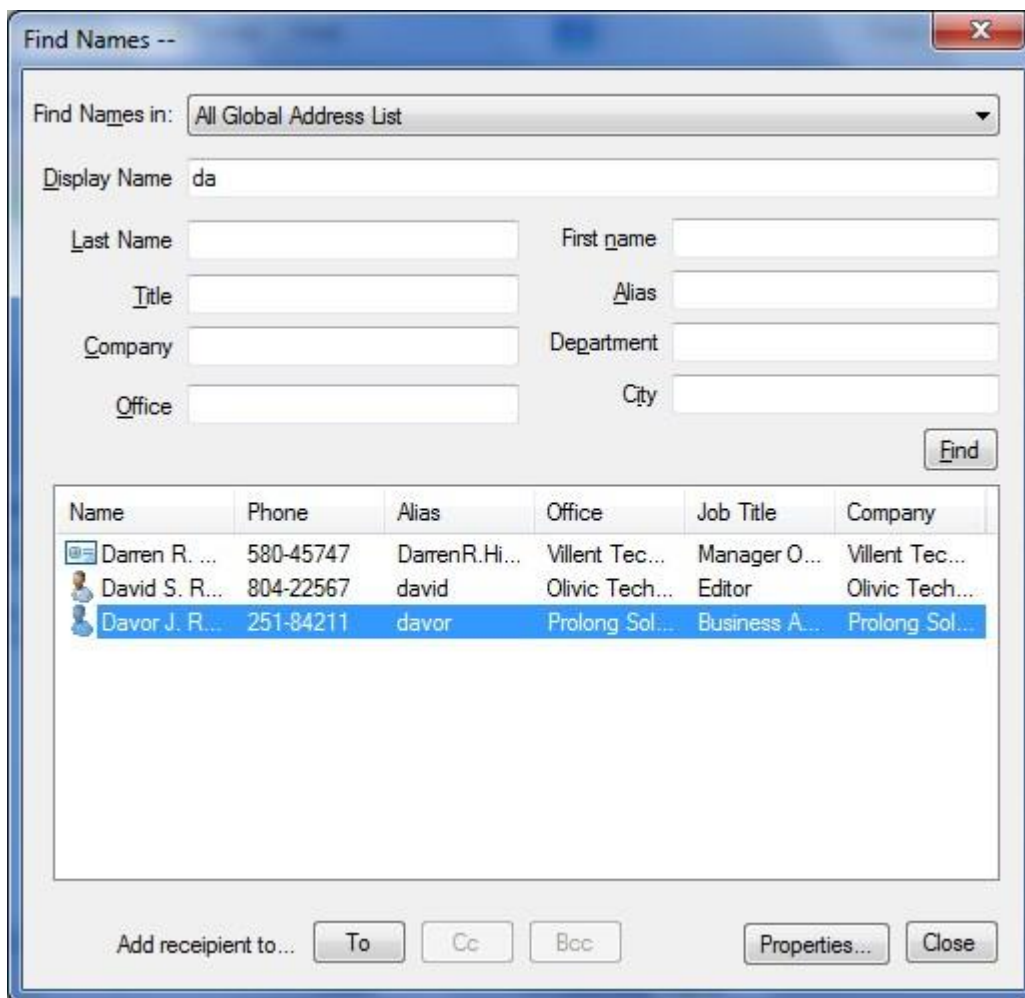 Find Names --
Find Names in: All Global Address List
Display Name da
Last Name First name
Title Alias
Company Department
Office City
Find
Name Phone Alias Office Job Title Company
Darren R. ... 580-45747 DarrenR.Hi... Villent Tec... Manager O... Villent Tec...
David S. R... 804-22567 david Olivic Tech... Editor Olivic Tech...
Davor J. R... 251-84211 davor Prolong Sol... Business A... Prolong Sol...
Add receipient to... To Cc Bcc Properties... Close